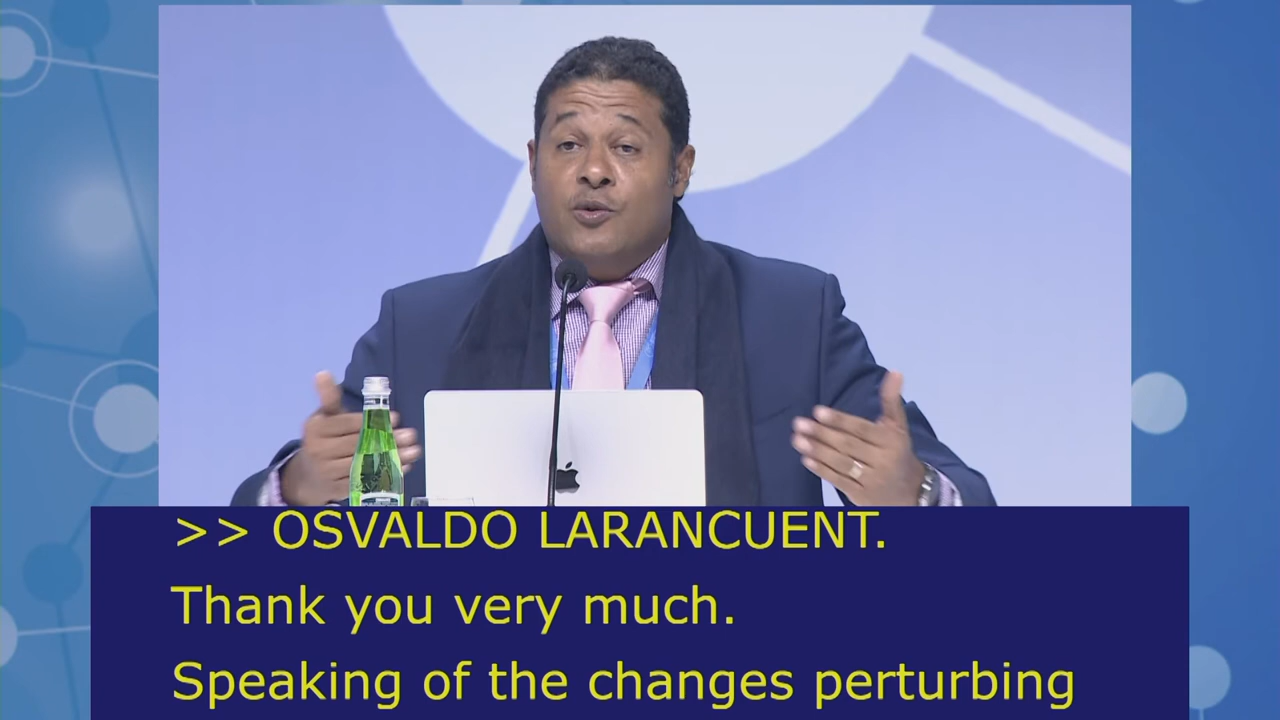 >> OSVALDO LARANCUENT.
Thank you very much.
Speaking of the changes perturbing